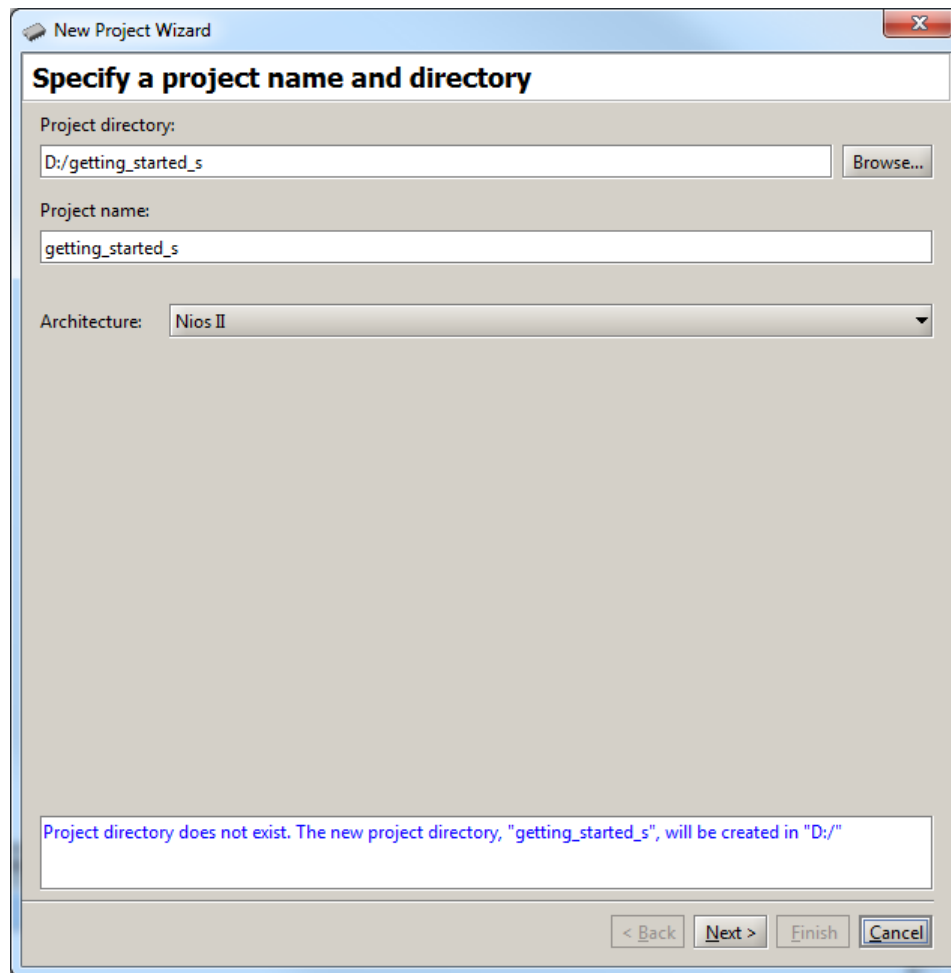 New Project Wizard
Specify a project name and directory
Project directory:
D:/getting_started_s
Browse...
Project name:
getting_started_s
Architecture: Nios II
Project directory does not exist. The new project directory, "getting_started_s", will be created in "D:/"
< Back Next > Finish Cancel